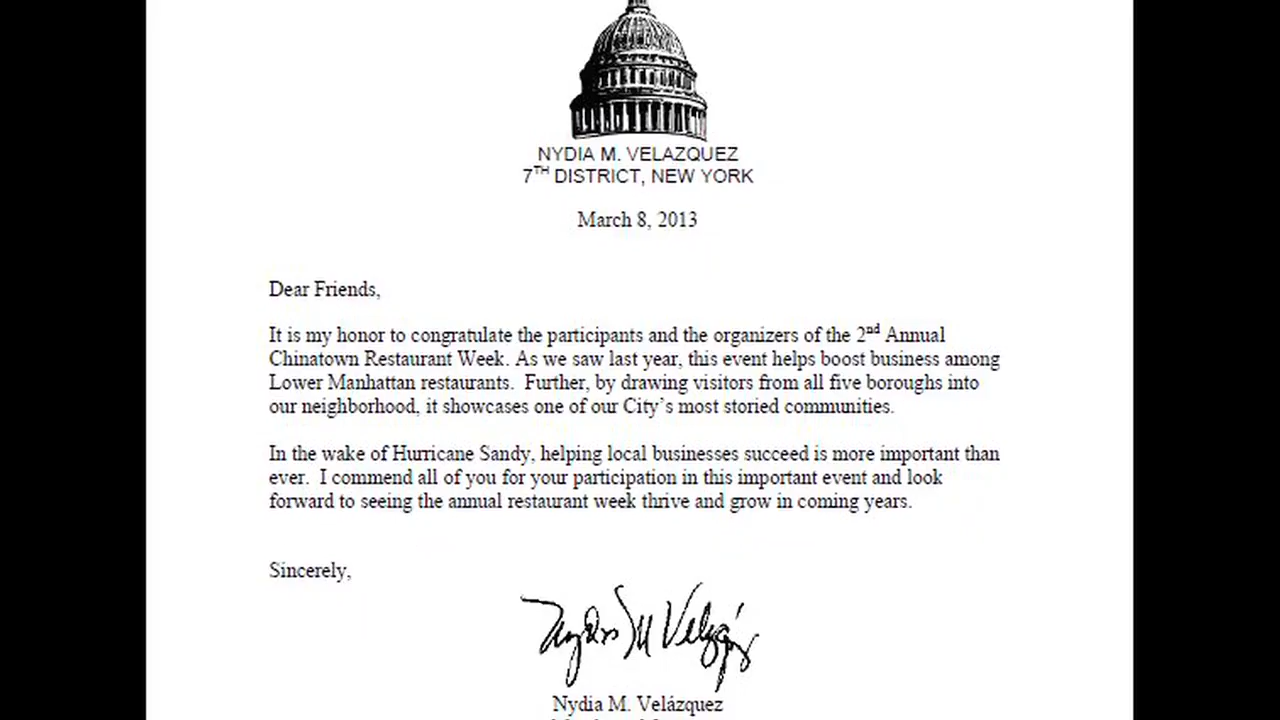 NYDIA M. VELAZQUEZ
7TH DISTRICT, NEW YORK
March 8, 2013
Dear Friends,
It is my honor to congratulate the participants and the organizers of the 2nd Annual
Chinatown Restaurant Week. As we saw last year, this event helps boost business among
Lower Manhattan restaurants. Further, by drawing visitors from all five boroughs into
our neighborhood, it showcases one of our City's most storied communities.
In the wake of Hurricane Sandy, helping local businesses succeed is more important than
ever. I commend all of you for your participation in this important event and look
forward to seeing the annual restaurant week thrive and grow in coming years.
Sincerely,
Nydia M Velázquez
Nydia M. Velázquez